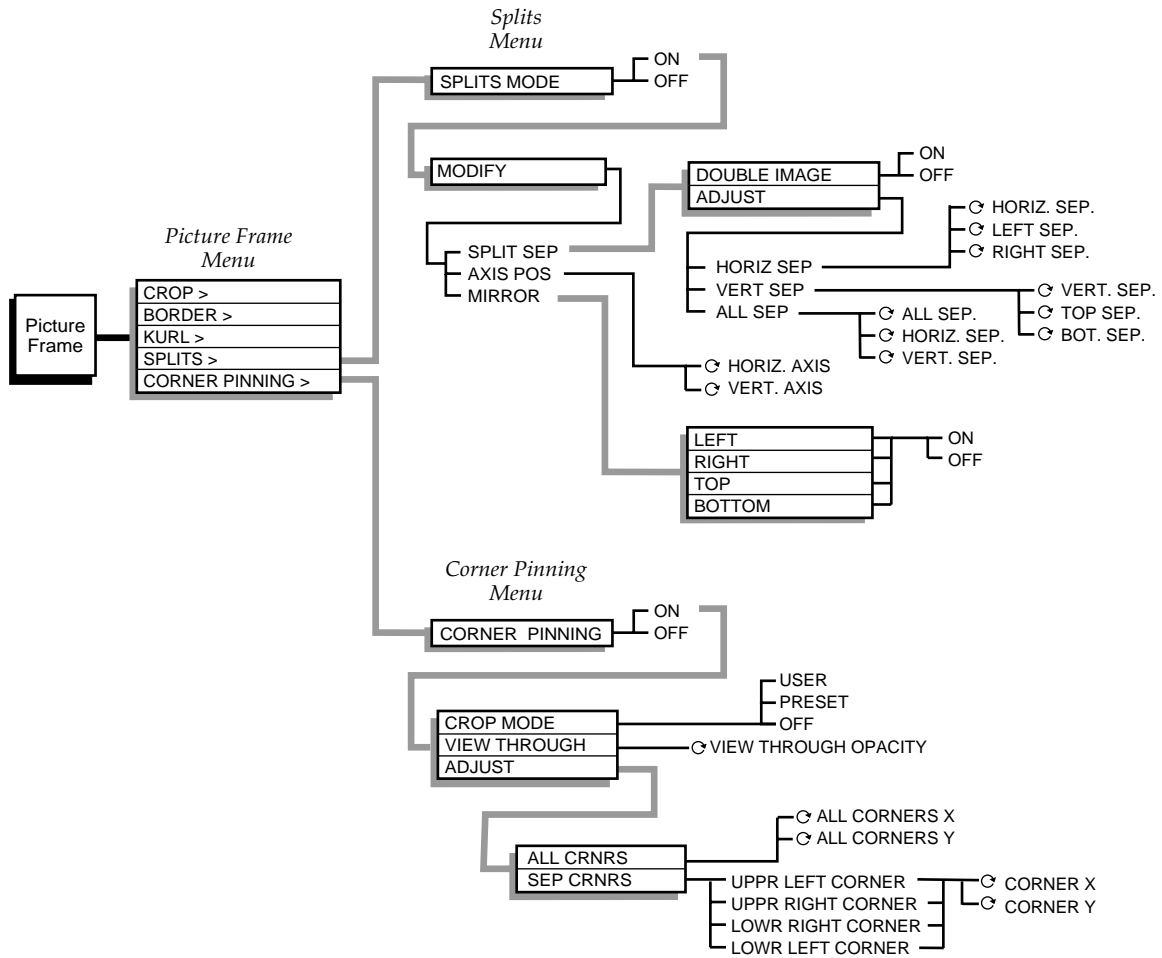 Splits
Menu
SPLITS MODE
ON
OFF
MODIFY
DOUBLE IMAGE
ADJUST
ON
OFF
SPLIT SEP
AXIS POS
MIRROR
HORIZ SEP
VERT SEP
ALL SEP
HORIZ. SEP.
LEFT SEP.
RIGHT SEP.
VERT. SEP.
TOP SEP.
BOT. SEP.
ALL SEP.
HORIZ. SEP.
VERT. SEP.
HORIZ. AXIS
VERT. AXIS
Picture Frame
Menu
Picture
Frame
CROP >
BORDER >
KURL >
SPLITS >
CORNER PINNING >
LEFT
RIGHT
TOP
BOTTOM
ON
OFF
Corner Pinning
Menu
CORNER PINNING
ON
OFF
CROP MODE
VIEW THROUGH
ADJUST
USER
PRESET
OFF
VIEW THROUGH OPACITY
ALL CRNRS
SEP CRNRS
ALL CORNERS X
ALL CORNERS Y
UPPR LEFT CORNER
UPPR RIGHT CORNER
LOWR RIGHT CORNER
LOWR LEFT CORNER
CORNER X
CORNER Y